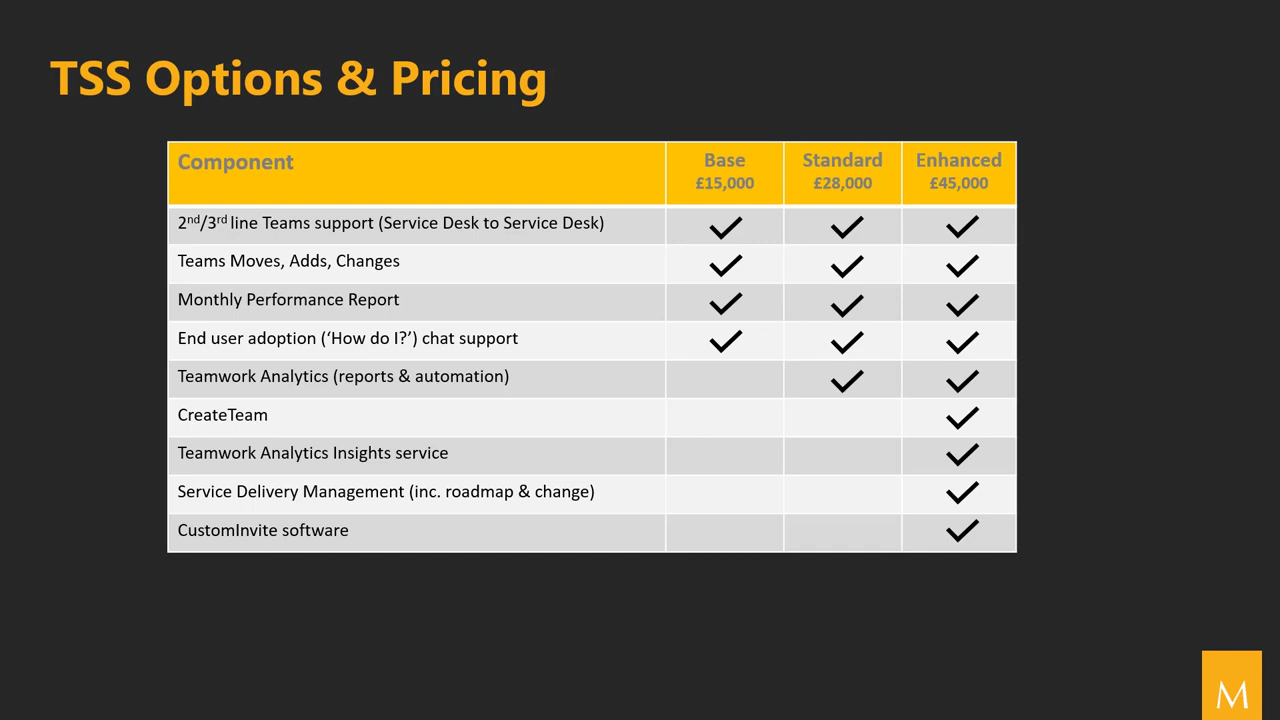 TSS Options & Pricing
Component Base Standard Enhanced
£15,000 £28,000 £45,000
2nd/3rd line Teams support (Service Desk to Service Desk)
Teams Moves, Adds, Changes
Monthly Performance Report
End user adoption (‘How do I?’) chat support
Teamwork Analytics (reports & automation)
CreateTeam
Teamwork Analytics Insights service
Service Delivery Management (inc. roadmap & change)
CustomInvite software
M